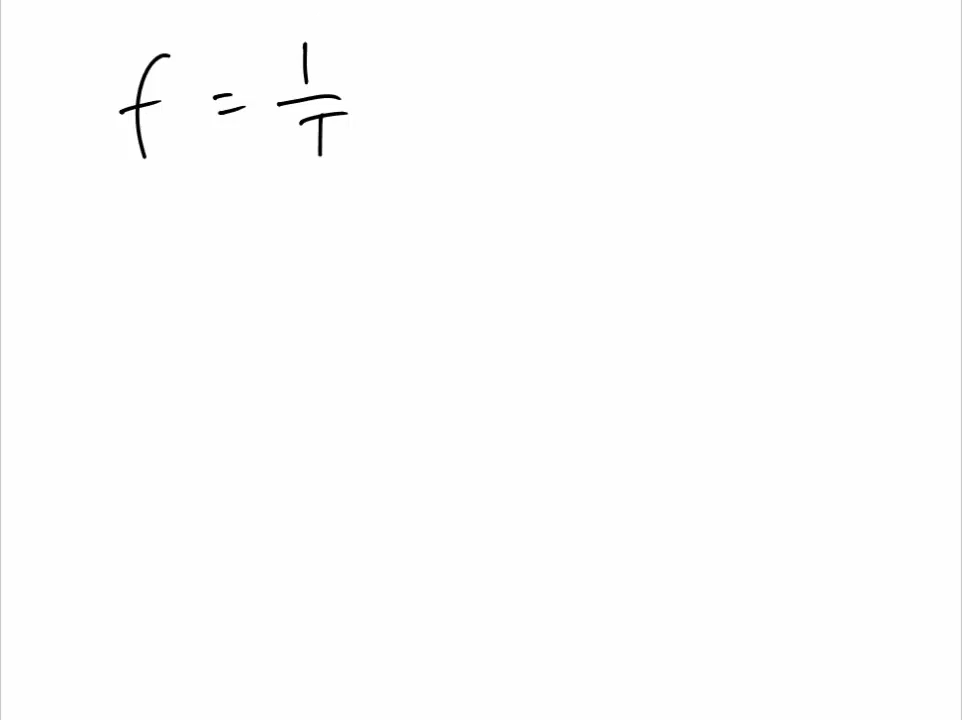 f = 1/T